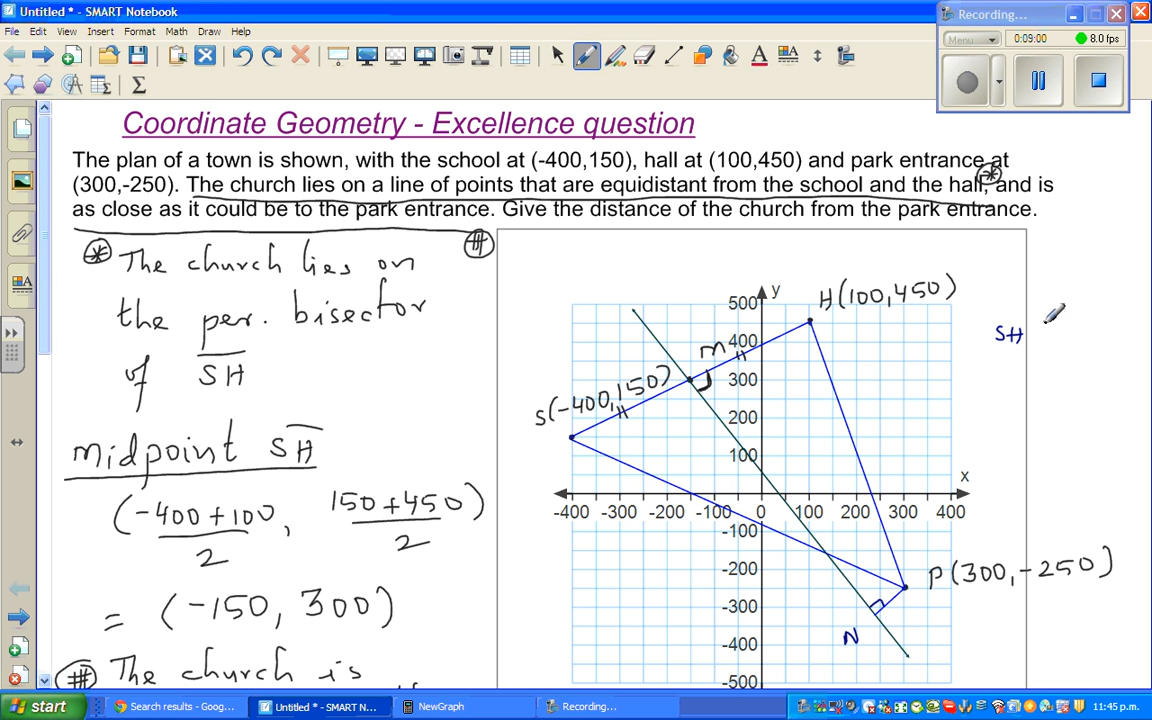 Untitled * - SMART Notebook
Recording...
File Edit View Insert Format Math Draw Help
Menu
0:09:00
8.0 fps
Coordinate Geometry - Excellence question
The plan of a town is shown, with the school at (-400,150), hall at (100,450) and park entrance at
(300,-250). The church lies on a line of points that are equidistant from the school and the hall, and is
as close as it could be to the park entrance. Give the distance of the church from the park entrance.
* The church lies on #
the per. bisector
of SH
midpoint SH
(-400+100, 150+450)
2 2
= (-150, 300)
# The church is
y
x
500
400
300
200
100
-400 -300 -200 -100 0 100 200 300 400
-100
-200
-300
-400
-500
H(100,450)
M
S(-400,150)
P(300,-250)
N
SH
start
Search results - Goog...
Untitled * - SMART N...
NewGraph
Recording...
11:45 p.m.